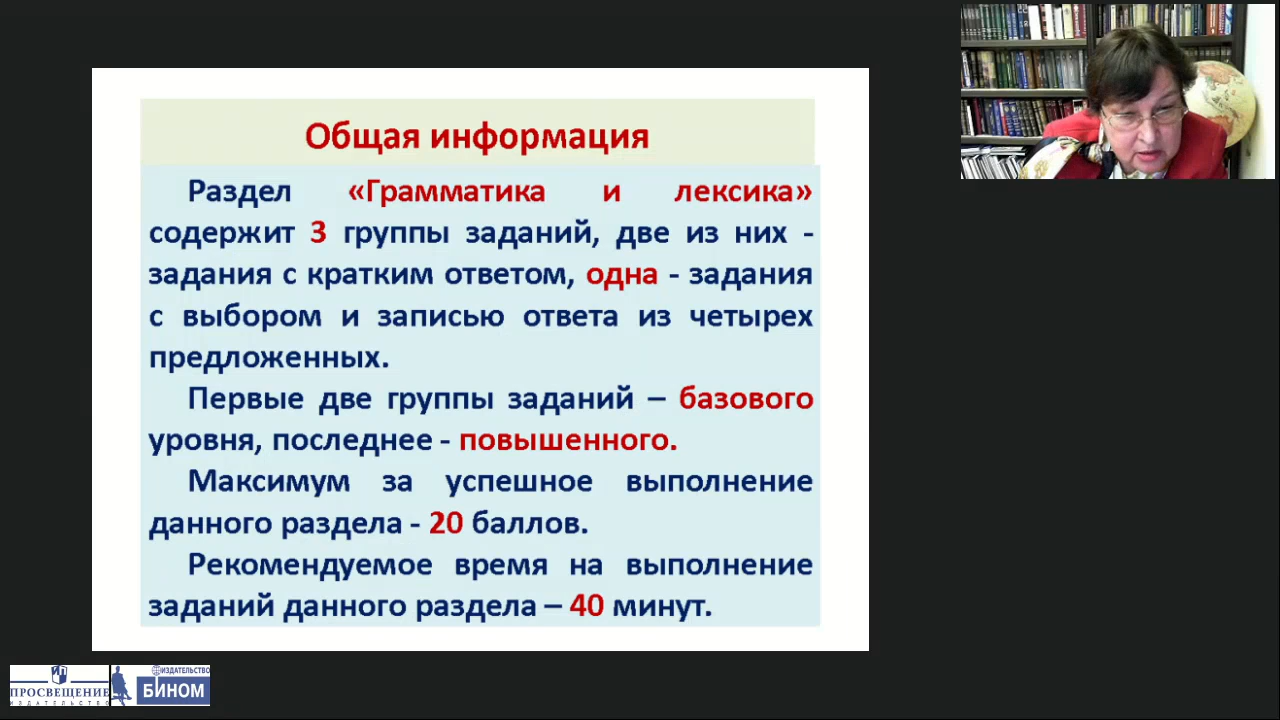 Общая информация
Раздел «Грамматика и лексика»
содержит 3 группы заданий, две из них -
задания с кратким ответом, одна - задания
с выбором и записью ответа из четырех
предложенных.
Первые две группы заданий – базового
уровня, последнее - повышенного.
Максимум за успешное выполнение
данного раздела - 20 баллов.
Рекомендуемое время на выполнение
заданий данного раздела – 40 минут.
ПРОСВЕЩЕНИЕ
ИЗДАТЕЛЬСТВО
ИЗДАТЕЛЬСТВО
БИНОМ